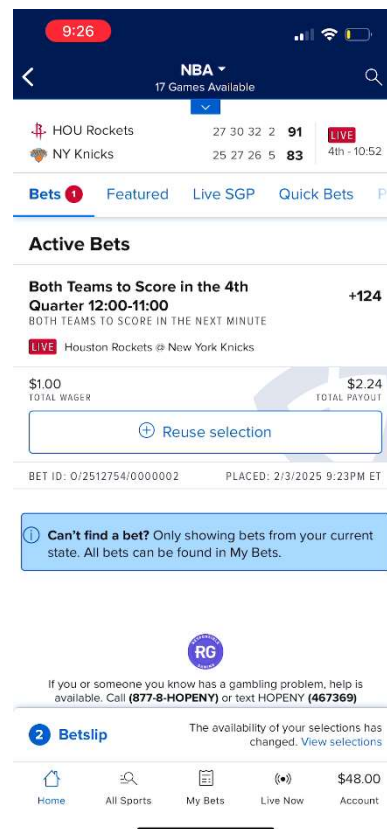 9:26
NBA
17 Games Available
HOU Rockets 27 30 32 2 91 LIVE
NY Knicks 25 27 26 5 83 4th - 10:52
Bets 1 Featured Live SGP Quick Bets P
Active Bets
Both Teams to Score in the 4th
Quarter 12:00-11:00 +124
BOTH TEAMS TO SCORE IN THE NEXT MINUTE
LIVE Houston Rockets @ New York Knicks
$1.00 $2.24
TOTAL WAGER TOTAL PAYOUT
Reuse selection
BET ID: O/2512754/0000002 PLACED: 2/3/2025 9:23PM ET
Can't find a bet? Only showing bets from your current
state. All bets can be found in My Bets.
RG
If you or someone you know has a gambling problem, help is
available. Call (877-8-HOPENY) or text HOPENY (467369)
2 Betslip The availability of your selections has
changed. View selections
$48.00
Home All Sports My Bets Live Now Account